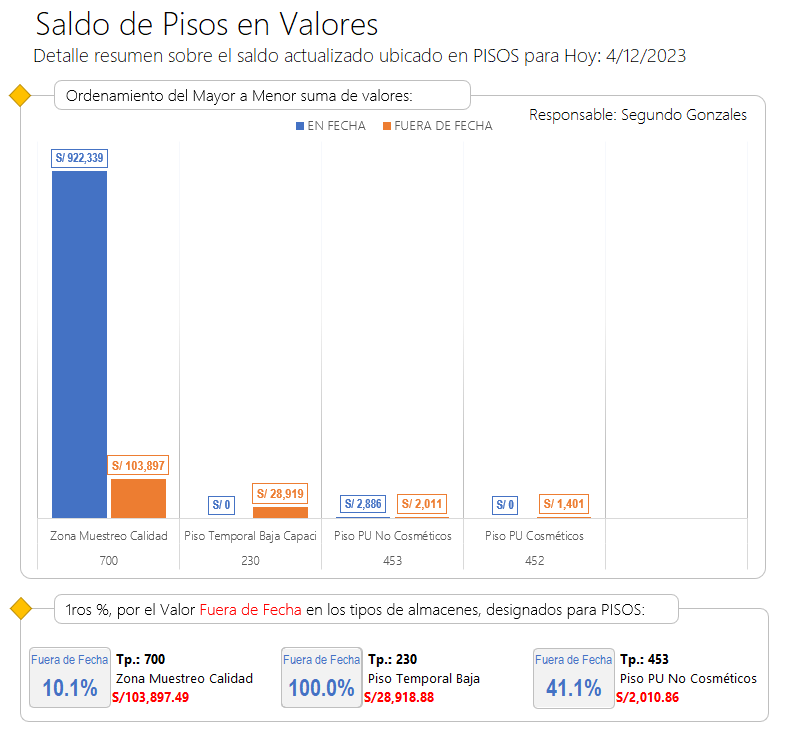 Saldo de Pisos en Valores
Detalle resumen sobre el saldo actualizado ubicado en PISOS para Hoy: 4/12/2023
Ordenamiento del Mayor a Menor suma de valores:
Responsable: Segundo Gonzales
EN FECHA FUERA DE FECHA
S/ 922,339
S/ 103,897
S/ 0
S/ 28,919
S/ 2,886
S/ 2,011
S/ 0
S/ 1,401
Zona Muestreo Calidad Piso Temporal Baja Capaci Piso PU No Cosméticos Piso PU Cosméticos
700 230 453 452
1ros %, por el Valor Fuera de Fecha en los tipos de almacenes, designados para PISOS:
Fuera de Fecha
10.1%
Tp.: 700
Zona Muestreo Calidad
S/103,897.49
Fuera de Fecha
100.0%
Tp.: 230
Piso Temporal Baja
S/28,918.88
Fuera de Fecha
41.1%
Tp.: 453
Piso PU No Cosméticos
S/2,010.86